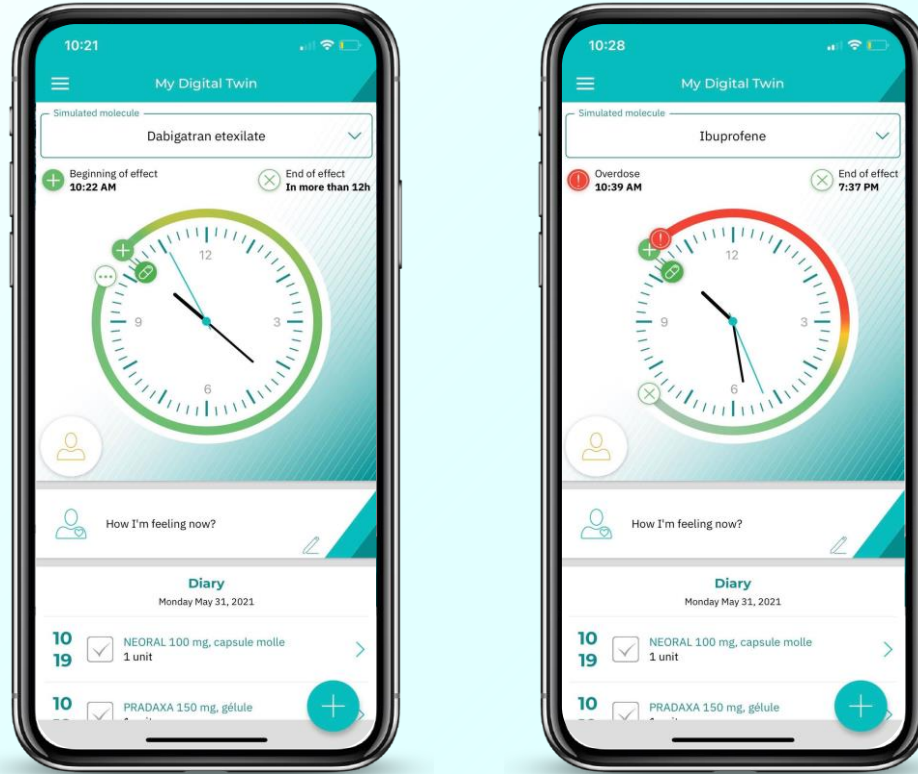 10:21
My Digital Twin
Simulated molecule
Dabigatran etexilate
Beginning of effect
10:22 AM
End of effect
In more than 12h
12
9
3
6
How I'm feeling now?
Diary
Monday May 31, 2021
10
19
NEORAL 100 mg, capsule molle
1 unit
10
PRADAXA 150 mg, gélule
10:28
My Digital Twin
Simulated molecule
Ibuprofene
Overdose
10:39 AM
End of effect
7:37 PM
12
9
3
6
How I'm feeling now?
Diary
Monday May 31, 2021
10
19
NEORAL 100 mg, capsule molle
1 unit
10
PRADAXA 150 mg, gélule